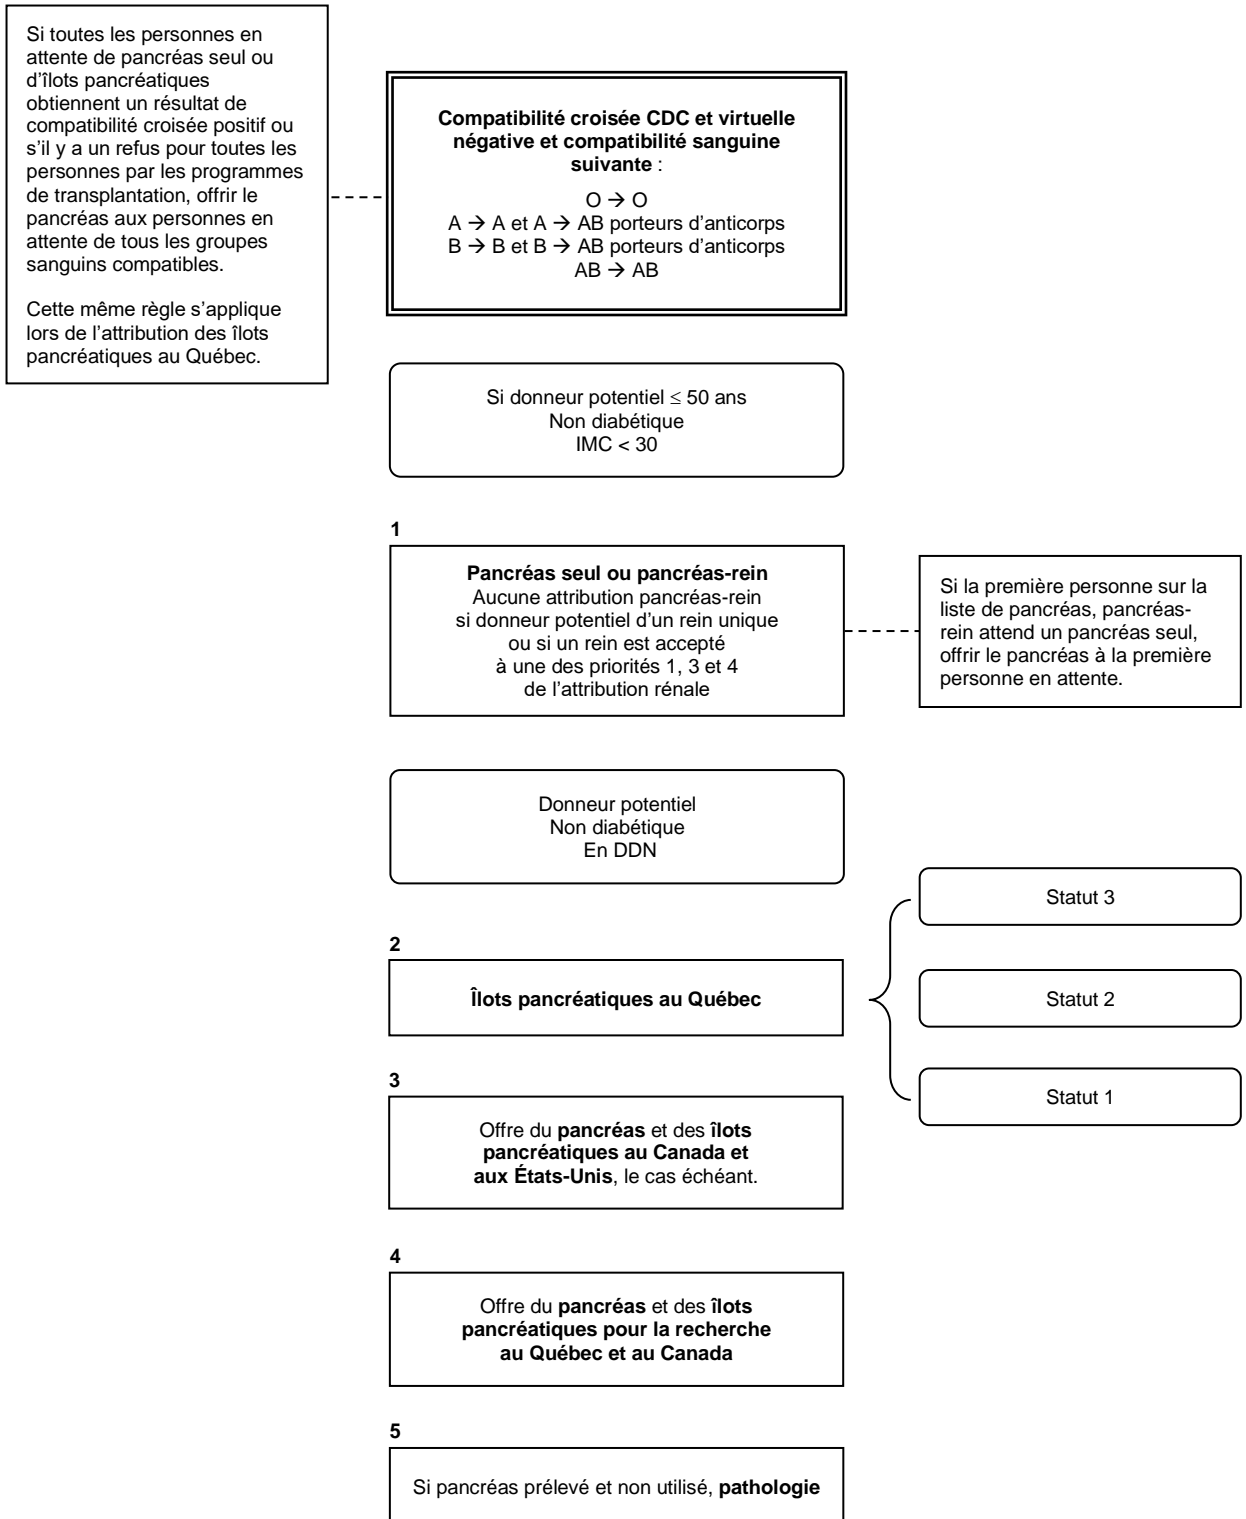 Si toutes les personnes en
attente de pancréas seul ou
d’îlots pancréatiques
obtiennent un résultat de
compatibilité croisée positif ou
s’il y a un refus pour toutes les
personnes par les programmes
de transplantation, offrir le
pancréas aux personnes en
attente de tous les groupes
sanguins compatibles.
Cette même règle s’applique
lors de l’attribution des îlots
pancréatiques au Québec.
Compatibilité croisée CDC et virtuelle
négative et compatibilité sanguine
suivante :
O → O
A → A et A → AB porteurs d’anticorps
B → B et B → AB porteurs d’anticorps
AB → AB
Si donneur potentiel ≤ 50 ans
Non diabétique
IMC < 30
1
Pancréas seul ou pancréas-rein
Aucune attribution pancréas-rein
si donneur potentiel d’un rein unique
ou si un rein est accepté
à une des priorités 1, 3 et 4
de l’attribution rénale
Si la première personne sur la
liste de pancréas, pancréas-
rein attend un pancréas seul,
offrir le pancréas à la première
personne en attente.
Donneur potentiel
Non diabétique
En DDN
2
Îlots pancréatiques au Québec
Statut 3
Statut 2
Statut 1
3
Offre du pancréas et des îlots
pancréatiques au Canada et
aux États-Unis, le cas échéant.
4
Offre du pancréas et des îlots
pancréatiques pour la recherche
au Québec et au Canada
5
Si pancréas prélevé et non utilisé, pathologie